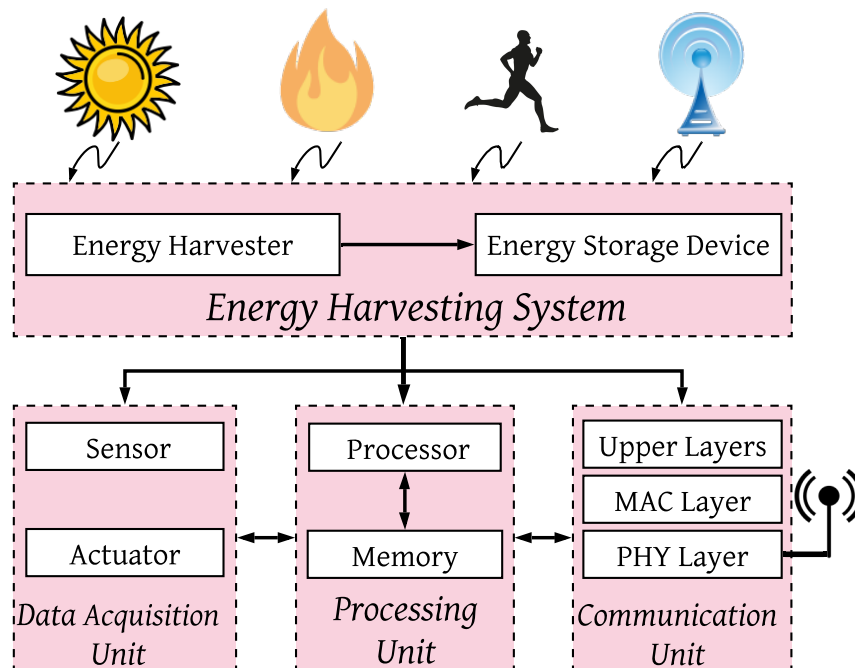 Energy Harvester
Energy Storage Device
Energy Harvesting System
Sensor
Actuator
Data Acquisition
Unit
Processor
Memory
Processing
Unit
Upper Layers
MAC Layer
PHY Layer
Communication
Unit